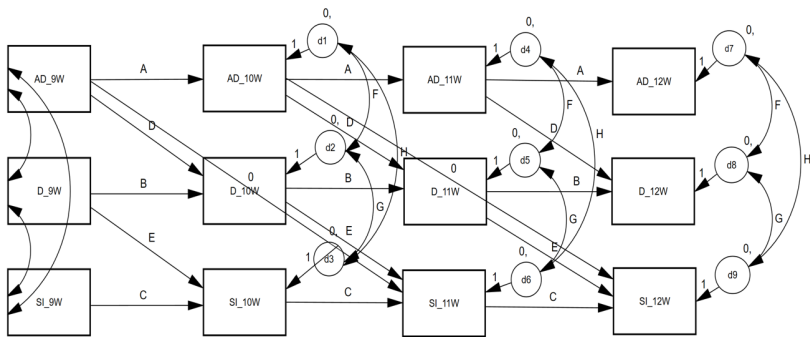 0,
0,
0,
d1
d4
d7
1
1
1
AD_9W
A
AD_10W
A
AD_11W
A
AD_12W
F
F
F
D
D
D
0,
0,
0,
H
H
H
d2
d5
d8
1
1
1
0
0
D_9W
B
D_10W
B
D_11W
B
D_12W
G
G
G
E
E
E
0,
0,
0,
d3
d6
d9
1
1
1
SI_9W
C
SI_10W
C
SI_11W
C
SI_12W